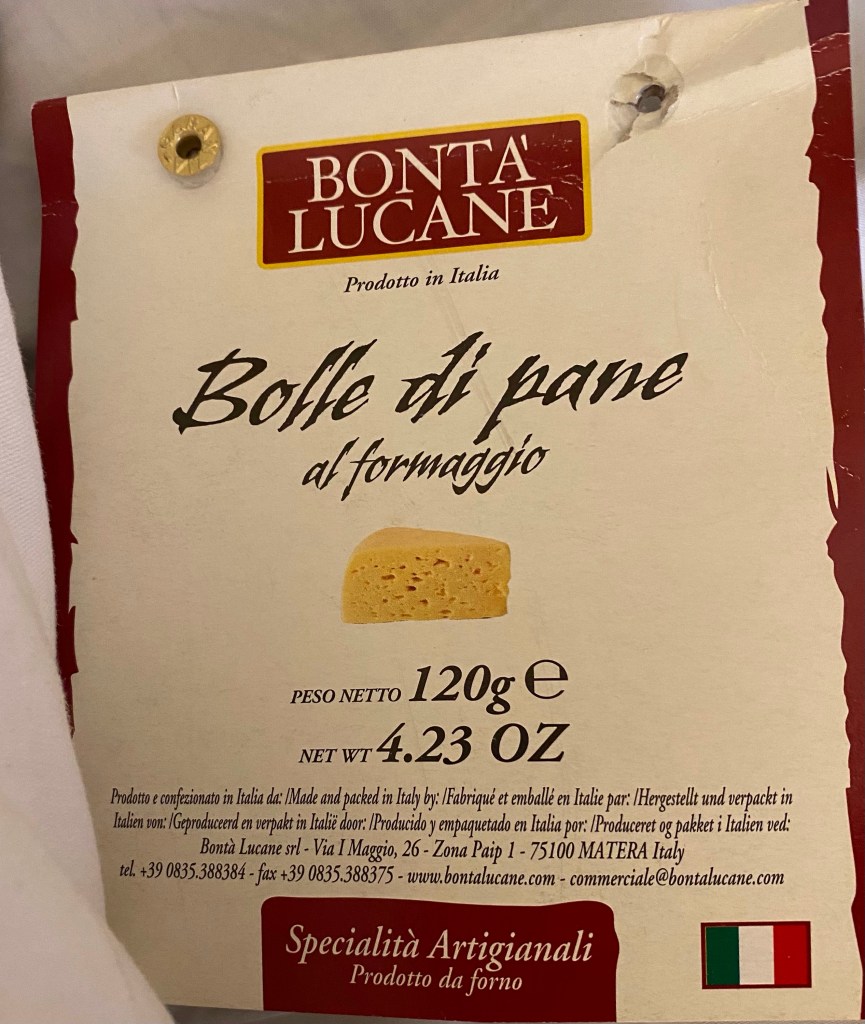 BONTA'
LUCANE
Prodotto in Italia
Bolle di pane
al formaggio
PESO NETTO 120g ℮
NET WT 4.23 OZ
Prodotto e confezionato in Italia da: /Made and packed in Italy by: /Fabriqué et emballé en Italie par: /Hergestellt und verpackt in
Italien von: /Geproduceerd en verpakt in Italië door: /Producido y empaquetado en Italia por: /Produceret og pakket i Italien ved:
Bontà Lucane srl - Via I Maggio, 26 - Zona Paip 1 - 75100 MATERA Italy
tel. +39 0835.388384 - fax +39 0835.388375 - www.bontalucane.com - commerciale@bontalucane.com
Specialità Artigianali
Prodotto da forno